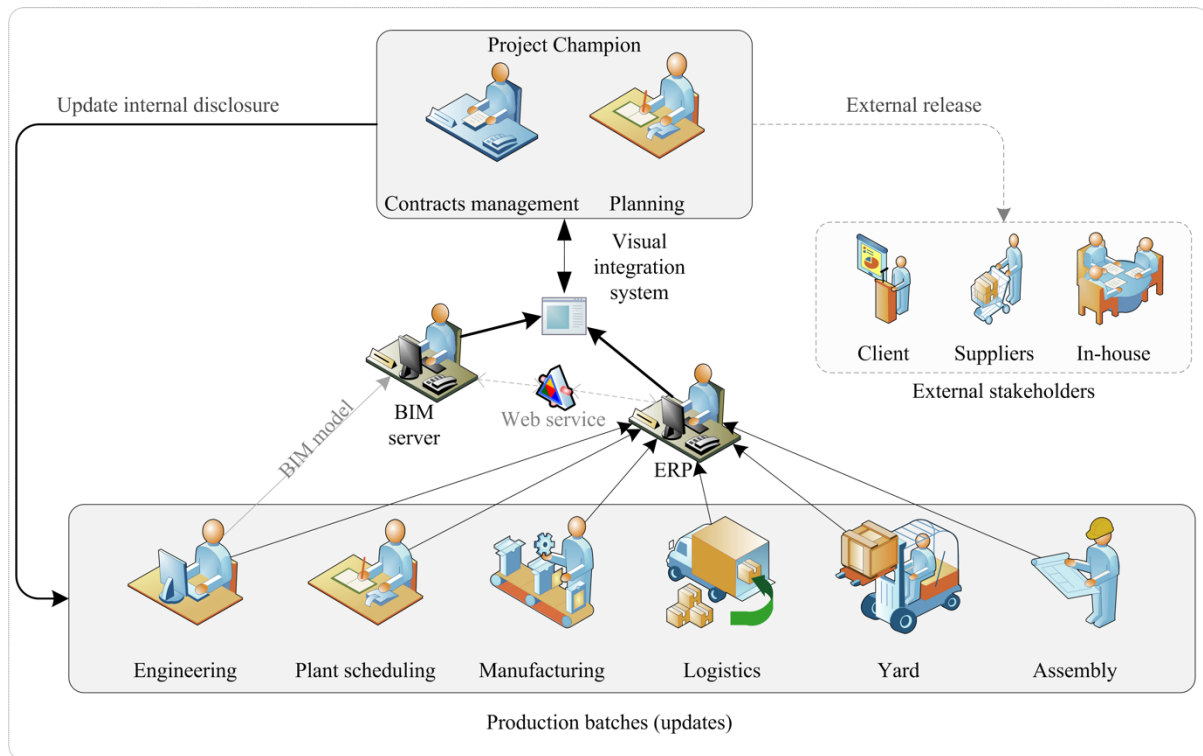 Project Champion
Update internal disclosure
External release
Contracts management
Planning
Visual
integration
system
Client
Suppliers
In-house
External stakeholders
BIM
server
Web service
BIM model
ERP
Engineering
Plant scheduling
Manufacturing
Logistics
Yard
Assembly
Production batches (updates)